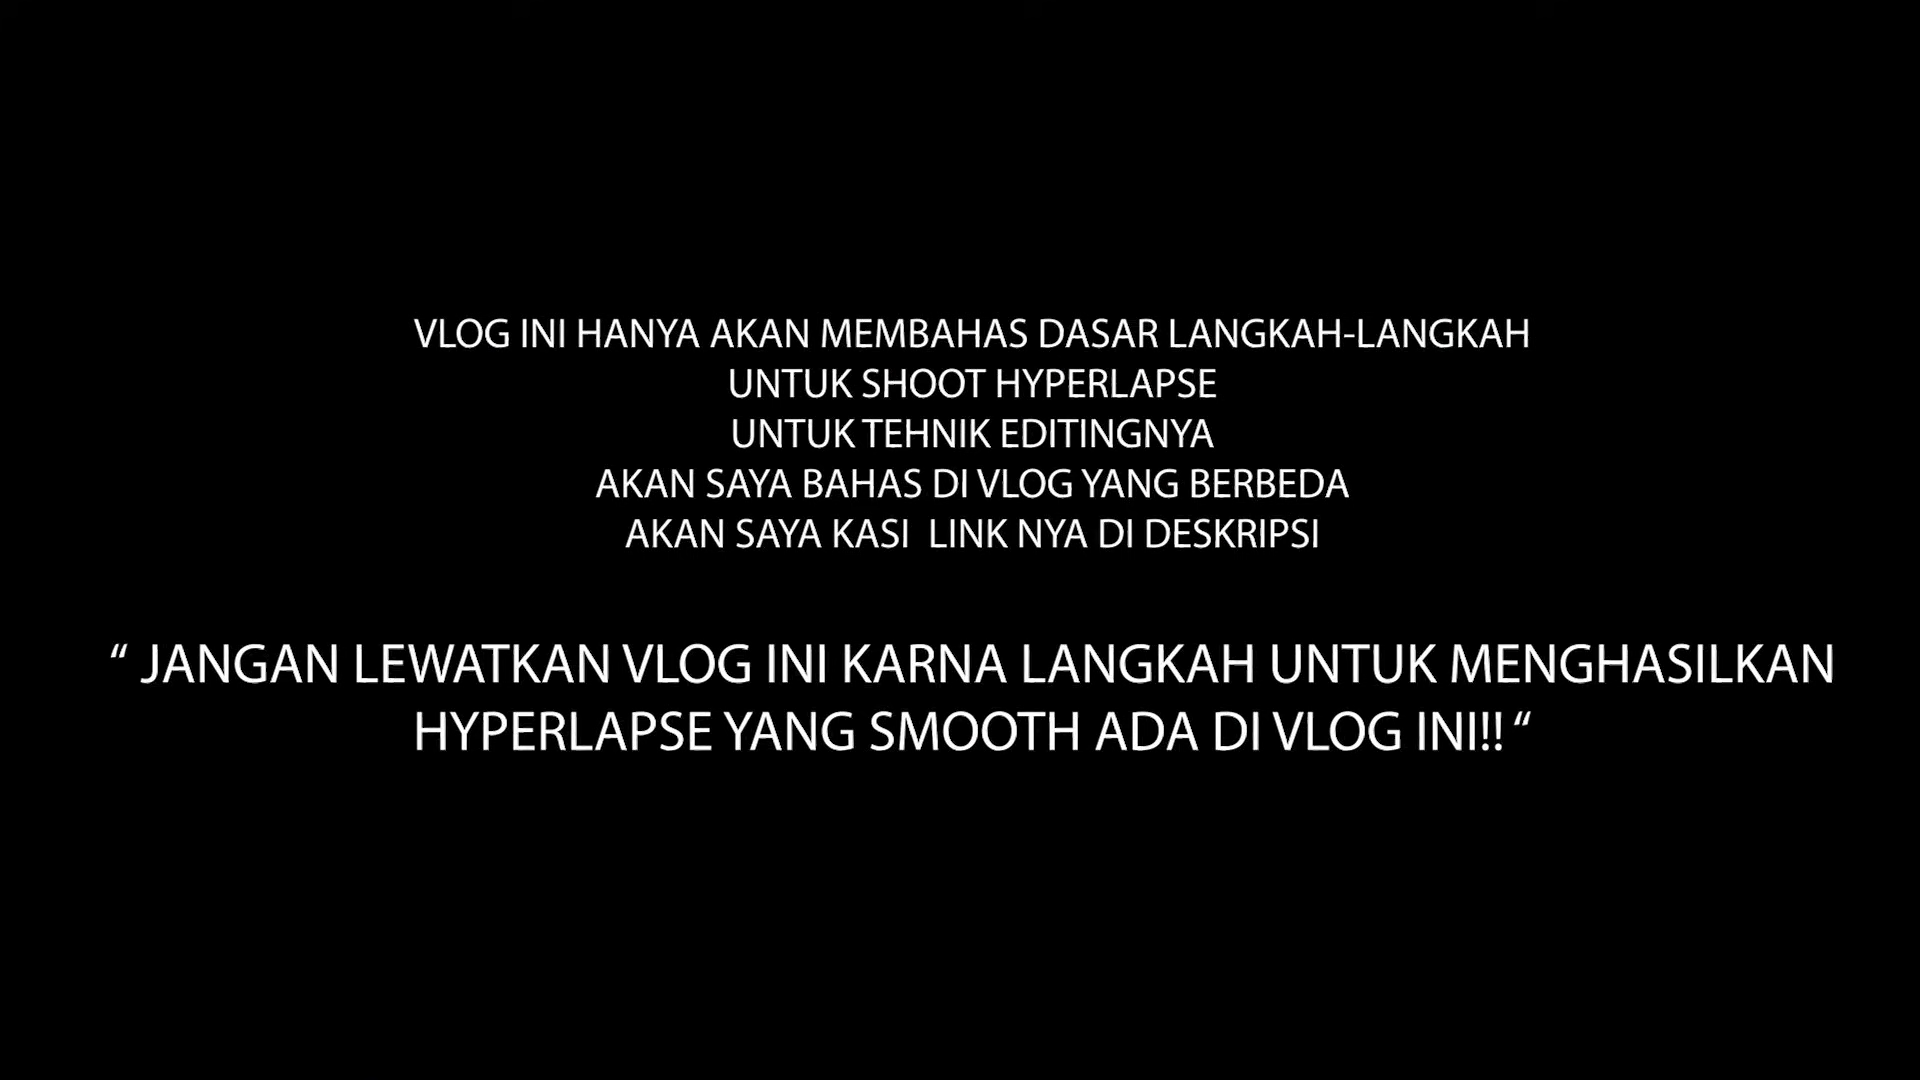 VLOG INI HANYA AKAN MEMBAHAS DASAR LANGKAH-LANGKAH
UNTUK SHOOT HYPERLAPSE
UNTUK TEHNIK EDITINGNYA
AKAN SAYA BAHAS DI VLOG YANG BERBEDA
AKAN SAYA KASI  LINK NYA DI DESKRIPSI
“ JANGAN LEWATKAN VLOG INI KARNA LANGKAH UNTUK MENGHASILKAN
HYPERLAPSE YANG SMOOTH ADA DI VLOG INI!! “